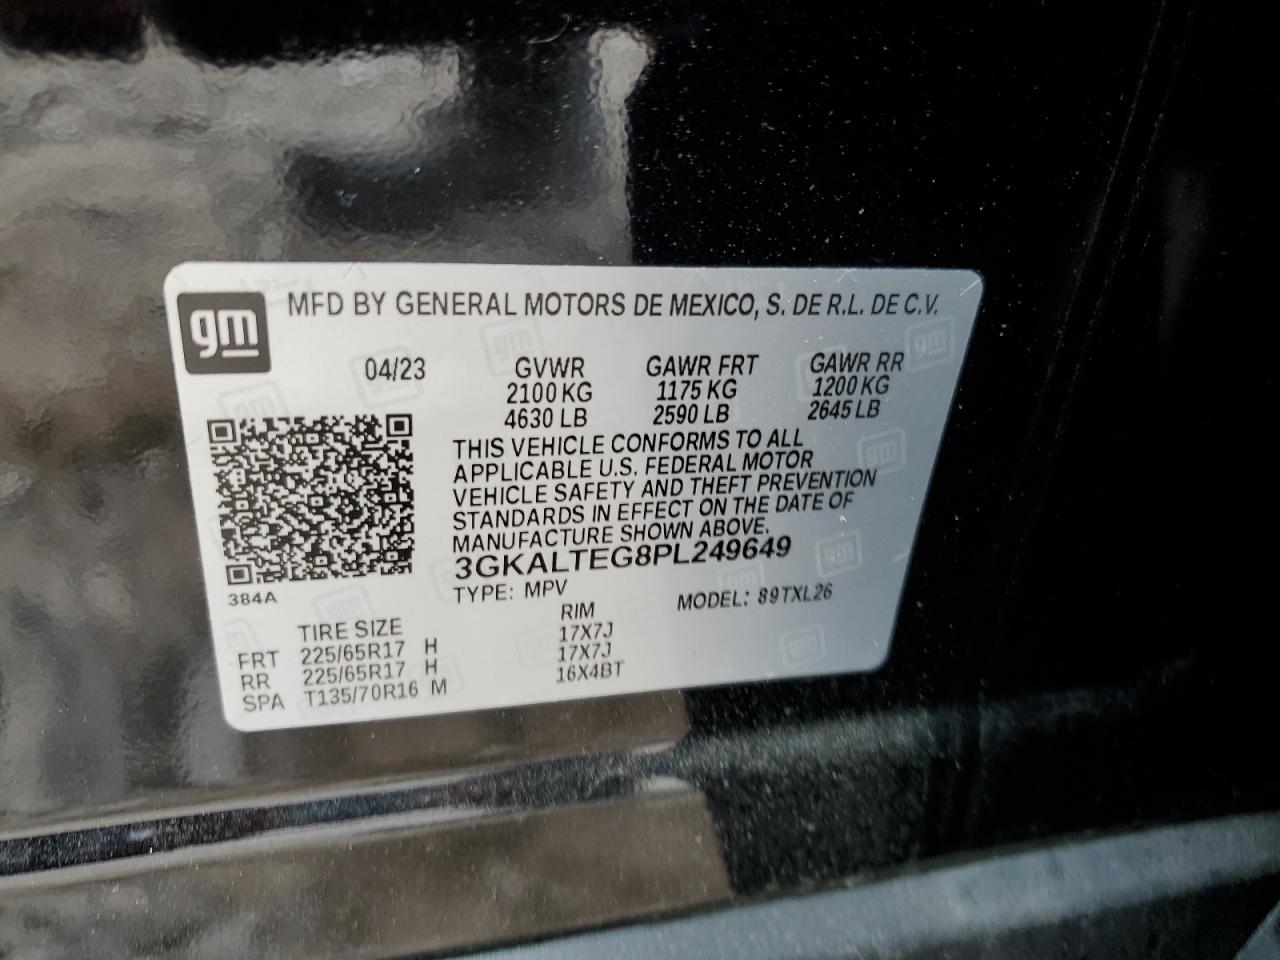 gm
MFD BY GENERAL MOTORS DE MEXICO, S. DE R.L. DE C.V.
04/23 GVWR GAWR FRT GAWR RR
2100 KG 1175 KG 1200 KG
4630 LB 2590 LB 2645 LB
THIS VEHICLE CONFORMS TO ALL
APPLICABLE U.S. FEDERAL MOTOR
VEHICLE SAFETY AND THEFT PREVENTION
STANDARDS IN EFFECT ON THE DATE OF
MANUFACTURE SHOWN ABOVE.
3GKALTEG8PL249649
384A
TYPE: MPV MODEL: 89TXL26
TIRE SIZE RIM
FRT 225/65R17 H 17X7J
RR 225/65R17 H 17X7J
SPA T135/70R16 M 16X4BT